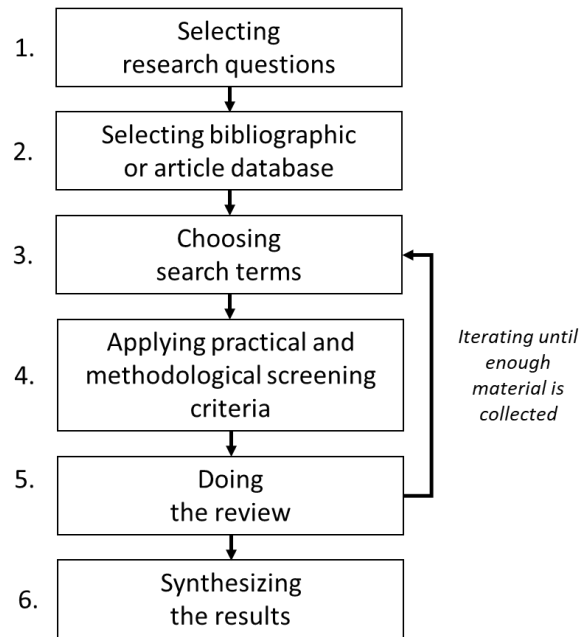 1.
Selecting
research questions
2.
Selecting bibliographic
or article database
3.
Choosing
search terms
4.
Applying practical and
methodological screening
criteria
Iterating until
enough
material is
collected
5.
Doing
the review
6.
Synthesizing
the results